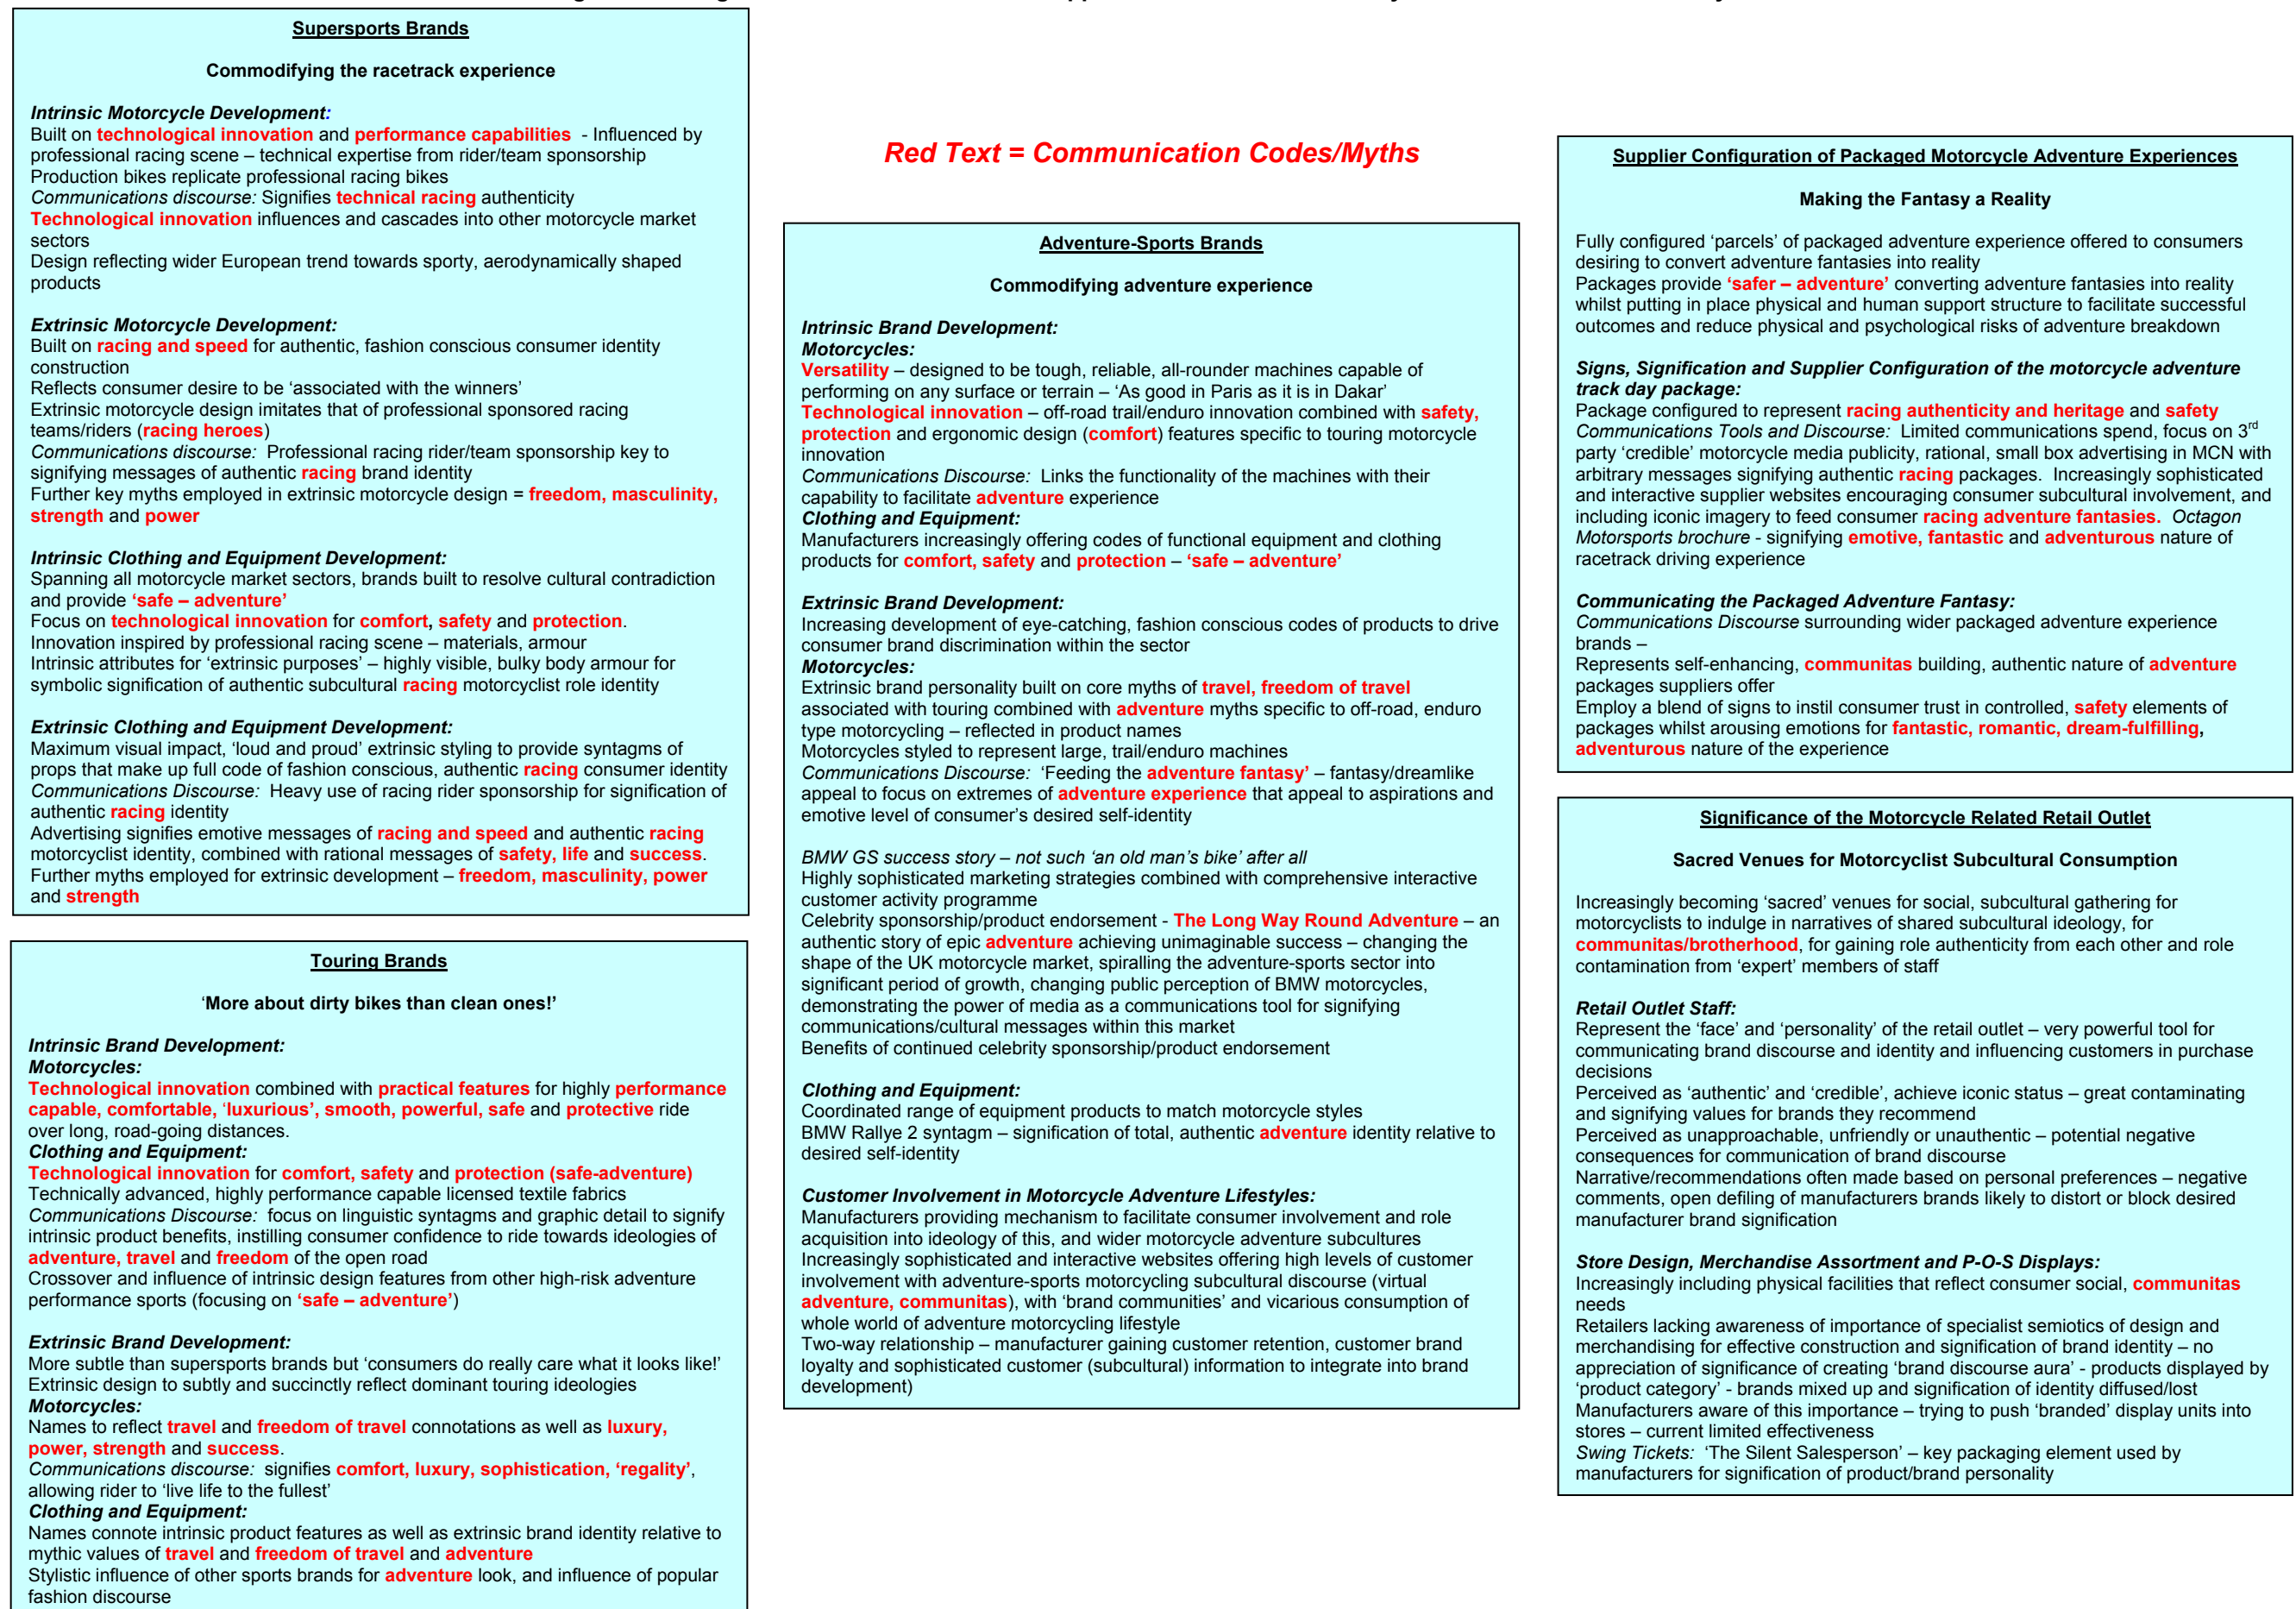 Supersports Brands
Commodifying the racetrack experience
Intrinsic Motorcycle Development:
Built on technological innovation and performance capabilities - Influenced by
professional racing scene – technical expertise from rider/team sponsorship
Production bikes replicate professional racing bikes
Communications discourse: Signifies technical racing authenticity
Technological innovation influences and cascades into other motorcycle market
sectors
Design reflecting wider European trend towards sporty, aerodynamically shaped
products
Extrinsic Motorcycle Development:
Built on racing and speed for authentic, fashion conscious consumer identity
construction
Reflects consumer desire to be ‘associated with the winners’
Extrinsic motorcycle design imitates that of professional sponsored racing
teams/riders (racing heroes)
Communications discourse: Professional racing rider/team sponsorship key to
signifying messages of authentic racing brand identity
Further key myths employed in extrinsic motorcycle design = freedom, masculinity,
strength and power
Intrinsic Clothing and Equipment Development:
Spanning all motorcycle market sectors, brands built to resolve cultural contradiction
and provide ‘safe – adventure’
Focus on technological innovation for comfort, safety and protection.
Innovation inspired by professional racing scene – materials, armour
Intrinsic attributes for ‘extrinsic purposes’ – highly visible, bulky body armour for
symbolic signification of authentic subcultural racing motorcyclist role identity
Extrinsic Clothing and Equipment Development:
Maximum visual impact, ‘loud and proud’ extrinsic styling to provide syntagms of
props that make up full code of fashion conscious, authentic racing consumer identity
Communications Discourse: Heavy use of racing rider sponsorship for signification of
authentic racing identity
Advertising signifies emotive messages of racing and speed and authentic racing
motorcyclist identity, combined with rational messages of safety, life and success.
Further myths employed for extrinsic development – freedom, masculinity, power
and strength
Touring Brands
‘More about dirty bikes than clean ones!’
Intrinsic Brand Development:
Motorcycles:
Technological innovation combined with practical features for highly performance
capable, comfortable, ‘luxurious’, smooth, powerful, safe and protective ride
over long, road-going distances.
Clothing and Equipment:
Technological innovation for comfort, safety and protection (safe-adventure)
Technically advanced, highly performance capable licensed textile fabrics
Communications Discourse: focus on linguistic syntagms and graphic detail to signify
intrinsic product benefits, instilling consumer confidence to ride towards ideologies of
adventure, travel and freedom of the open road
Crossover and influence of intrinsic design features from other high-risk adventure
performance sports (focusing on ‘safe – adventure’)
Extrinsic Brand Development:
More subtle than supersports brands but ‘consumers do really care what it looks like!’
Extrinsic design to subtly and succinctly reflect dominant touring ideologies
Motorcycles:
Names to reflect travel and freedom of travel connotations as well as luxury,
power, strength and success.
Communications discourse: signifies comfort, luxury, sophistication, ‘regality’,
allowing rider to ‘live life to the fullest’
Clothing and Equipment:
Names connote intrinsic product features as well as extrinsic brand identity relative to
mythic values of travel and freedom of travel and adventure
Stylistic influence of other sports brands for adventure look, and influence of popular
fashion discourse
Red Text = Communication Codes/Myths
Adventure-Sports Brands
Commodifying adventure experience
Intrinsic Brand Development:
Motorcycles:
Versatility – designed to be tough, reliable, all-rounder machines capable of
performing on any surface or terrain – ‘As good in Paris as it is in Dakar’
Technological innovation – off-road trail/enduro innovation combined with safety,
protection and ergonomic design (comfort) features specific to touring motorcycle
innovation
Communications Discourse: Links the functionality of the machines with their
capability to facilitate adventure experience
Clothing and Equipment:
Manufacturers increasingly offering codes of functional equipment and clothing
products for comfort, safety and protection – ‘safe – adventure’
Extrinsic Brand Development:
Increasing development of eye-catching, fashion conscious codes of products to drive
consumer brand discrimination within the sector
Motorcycles:
Extrinsic brand personality built on core myths of travel, freedom of travel
associated with touring combined with adventure myths specific to off-road, enduro
type motorcycling – reflected in product names
Motorcycles styled to represent large, trail/enduro machines
Communications Discourse: ‘Feeding the adventure fantasy’ – fantasy/dreamlike
appeal to focus on extremes of adventure experience that appeal to aspirations and
emotive level of consumer’s desired self-identity
BMW GS success story – not such ‘an old man’s bike’ after all
Highly sophisticated marketing strategies combined with comprehensive interactive
customer activity programme
Celebrity sponsorship/product endorsement - The Long Way Round Adventure – an
authentic story of epic adventure achieving unimaginable success – changing the
shape of the UK motorcycle market, spiralling the adventure-sports sector into
significant period of growth, changing public perception of BMW motorcycles,
demonstrating the power of media as a communications tool for signifying
communications/cultural messages within this market
Benefits of continued celebrity sponsorship/product endorsement
Clothing and Equipment:
Coordinated range of equipment products to match motorcycle styles
BMW Rallye 2 syntagm – signification of total, authentic adventure identity relative to
desired self-identity
Customer Involvement in Motorcycle Adventure Lifestyles:
Manufacturers providing mechanism to facilitate consumer involvement and role
acquisition into ideology of this, and wider motorcycle adventure subcultures
Increasingly sophisticated and interactive websites offering high levels of customer
involvement with adventure-sports motorcycling subcultural discourse (virtual
adventure, communitas), with ‘brand communities’ and vicarious consumption of
whole world of adventure motorcycling lifestyle
Two-way relationship – manufacturer gaining customer retention, customer brand
loyalty and sophisticated customer (subcultural) information to integrate into brand
development)
Supplier Configuration of Packaged Motorcycle Adventure Experiences
Making the Fantasy a Reality
Fully configured ‘parcels’ of packaged adventure experience offered to consumers
desiring to convert adventure fantasies into reality
Packages provide ‘safer – adventure’ converting adventure fantasies into reality
whilst putting in place physical and human support structure to facilitate successful
outcomes and reduce physical and psychological risks of adventure breakdown
Signs, Signification and Supplier Configuration of the motorcycle adventure
track day package:
Package configured to represent racing authenticity and heritage and safety
Communications Tools and Discourse: Limited communications spend, focus on 3rd
party ‘credible’ motorcycle media publicity, rational, small box advertising in MCN with
arbitrary messages signifying authentic racing packages. Increasingly sophisticated
and interactive supplier websites encouraging consumer subcultural involvement, and
including iconic imagery to feed consumer racing adventure fantasies. Octagon
Motorsports brochure - signifying emotive, fantastic and adventurous nature of
racetrack driving experience
Communicating the Packaged Adventure Fantasy:
Communications Discourse surrounding wider packaged adventure experience
brands –
Represents self-enhancing, communitas building, authentic nature of adventure
packages suppliers offer
Employ a blend of signs to instil consumer trust in controlled, safety elements of
packages whilst arousing emotions for fantastic, romantic, dream-fulfilling,
adventurous nature of the experience
Significance of the Motorcycle Related Retail Outlet
Sacred Venues for Motorcyclist Subcultural Consumption
Increasingly becoming ‘sacred’ venues for social, subcultural gathering for
motorcyclists to indulge in narratives of shared subcultural ideology, for
communitas/brotherhood, for gaining role authenticity from each other and role
contamination from ‘expert’ members of staff
Retail Outlet Staff:
Represent the ‘face’ and ‘personality’ of the retail outlet – very powerful tool for
communicating brand discourse and identity and influencing customers in purchase
decisions
Perceived as ‘authentic’ and ‘credible’, achieve iconic status – great contaminating
and signifying values for brands they recommend
Perceived as unapproachable, unfriendly or unauthentic – potential negative
consequences for communication of brand discourse
Narrative/recommendations often made based on personal preferences – negative
comments, open defiling of manufacturers brands likely to distort or block desired
manufacturer brand signification
Store Design, Merchandise Assortment and P-O-S Displays:
Increasingly including physical facilities that reflect consumer social, communitas
needs
Retailers lacking awareness of importance of specialist semiotics of design and
merchandising for effective construction and signification of brand identity – no
appreciation of significance of creating ‘brand discourse aura’ - products displayed by
‘product category’ - brands mixed up and signification of identity diffused/lost
Manufacturers aware of this importance – trying to push ‘branded’ display units into
stores – current limited effectiveness
Swing Tickets: ‘The Silent Salesperson’ – key packaging element used by
manufacturers for signification of product/brand personality